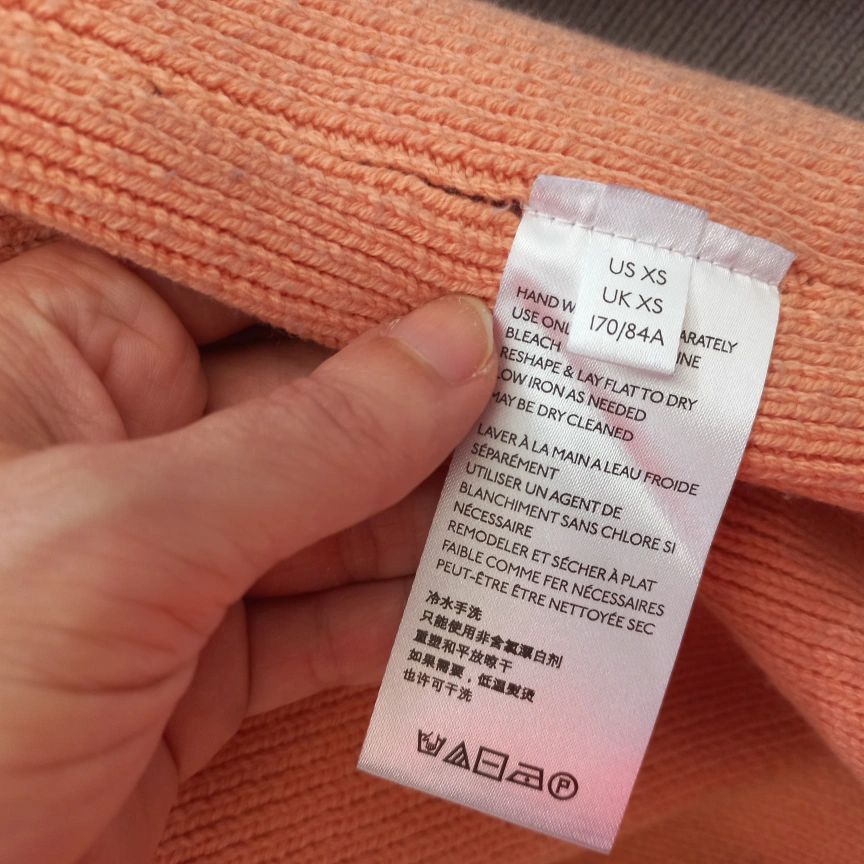 US XS
UK XS
170/84A
HAND W ARATELY
USE ONL
BLEACH INE
RESHAPE & LAY FLAT TO DRY
LOW IRON AS NEEDED
MAY BE DRY CLEANED
LAVER À LA MAIN A LEAU FROIDE
SÉPARÉMENT
UTILISER UN AGENT DE
BLANCHIMENT SANS CHLORE SI
NÉCESSAIRE
REMODELER ET SÉCHER À PLAT
FAIBLE COMME FER NÉCESSAIRES
PEUT-ÊTRE ÊTRE NETTOYÉE SEC
冷水手洗
只能使用非含氯漂白剂
重塑和平放晾干
如果需要，低温熨烫
也许可干洗
P